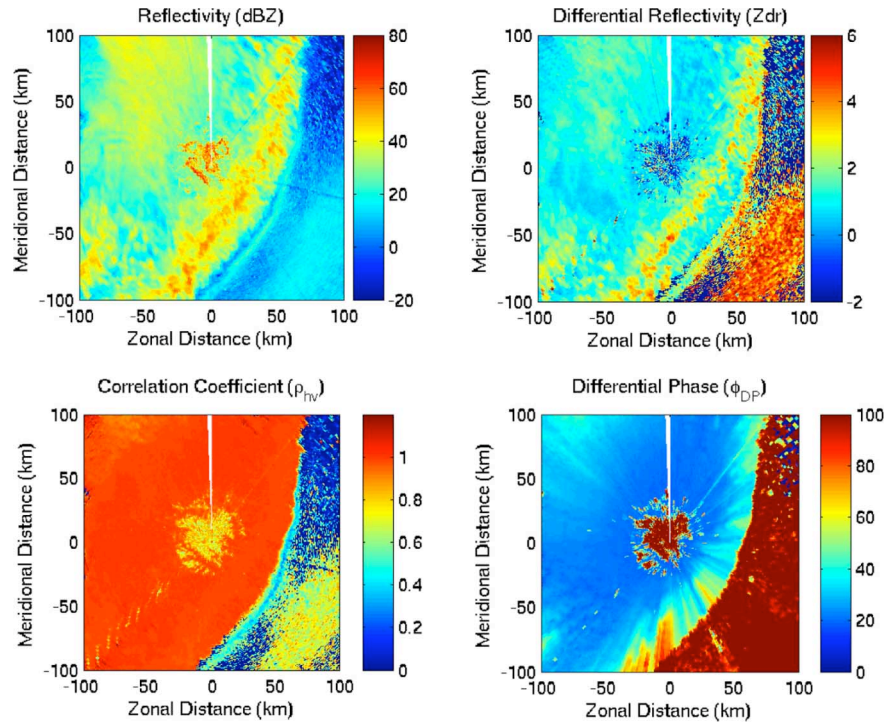 Reflectivity (dBZ)
100
50
0
-50
-100
-100 -50 0 50 100
Meridional Distance (km)
Zonal Distance (km)
80
60
40
20
0
-20
Differential Reflectivity (Zdr)
100
50
0
-50
-100
-100 -50 0 50 100
Meridional Distance (km)
Zonal Distance (km)
6
4
2
0
-2
Correlation Coefficient (ρhv)
100
50
0
-50
-100
-100 -50 0 50 100
Meridional Distance (km)
Zonal Distance (km)
1
0.8
0.6
0.4
0.2
0
Differential Phase (ϕDP)
100
50
0
-50
-100
-100 -50 0 50 100
Meridional Distance (km)
Zonal Distance (km)
100
80
60
40
20
0